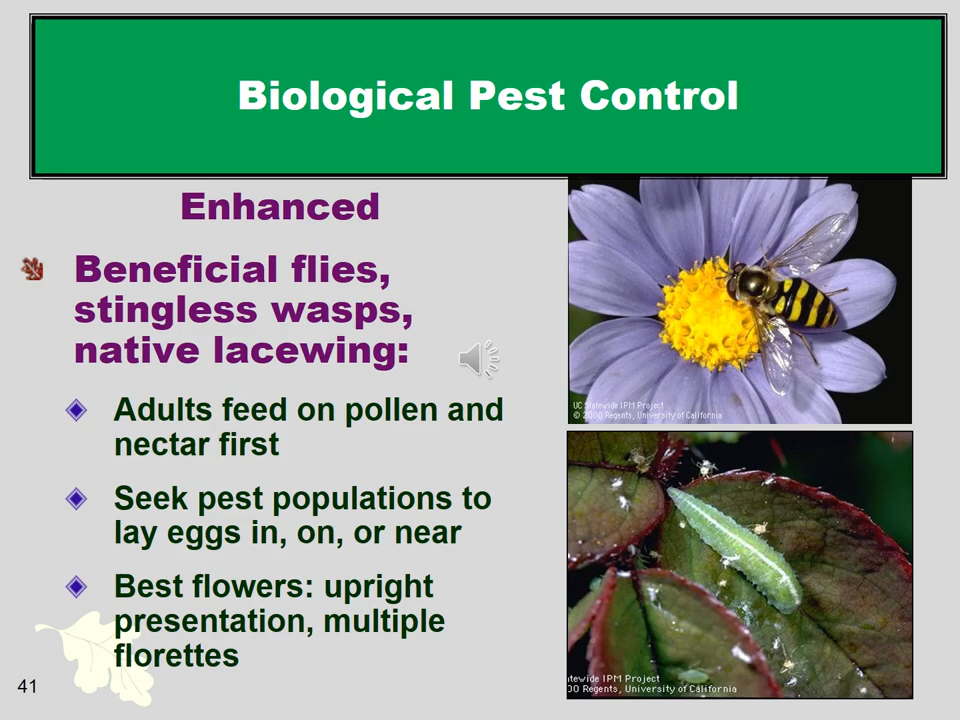 Biological Pest Control
Enhanced
Beneficial flies,
stingless wasps,
native lacewing:
Adults feed on pollen and
nectar first
Seek pest populations to
lay eggs in, on, or near
Best flowers: upright
presentation, multiple
florettes
41
UC Statewide IPM Project
© 2000 Regents, University of California
tewide IPM Project
00 Regents, University of California